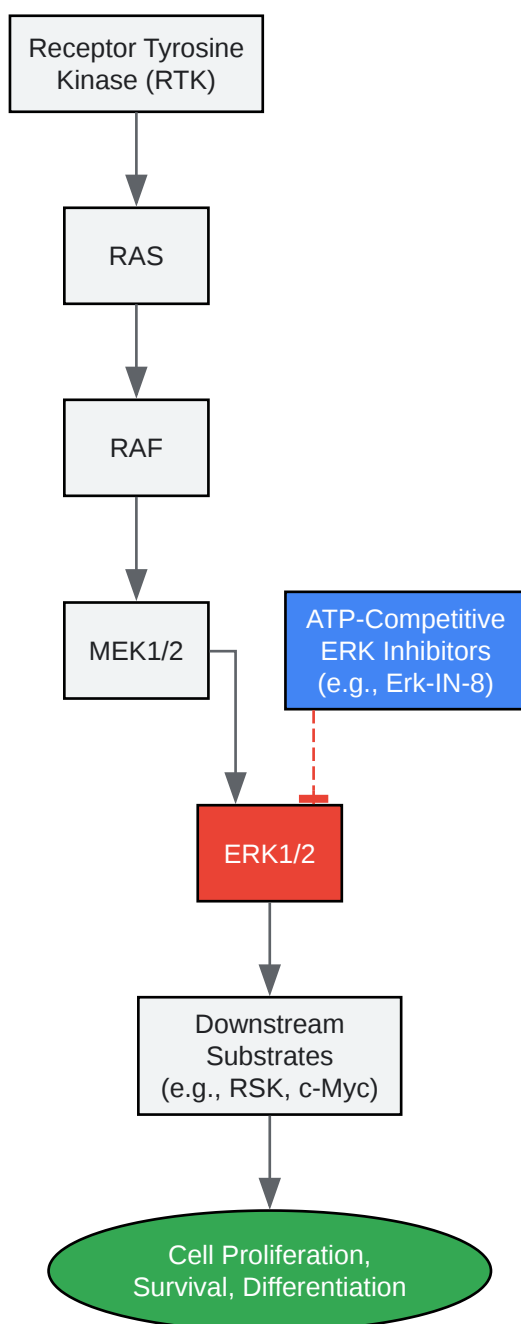 Receptor Tyrosine
Kinase (RTK)
RAS
RAF
MEK1/2
ATP-Competitive
ERK Inhibitors
(e.g., Erk-IN-8)
ERK1/2
Downstream
Substrates
(e.g., RSK, c-Myc)
Cell Proliferation,
Survival, Differentiation